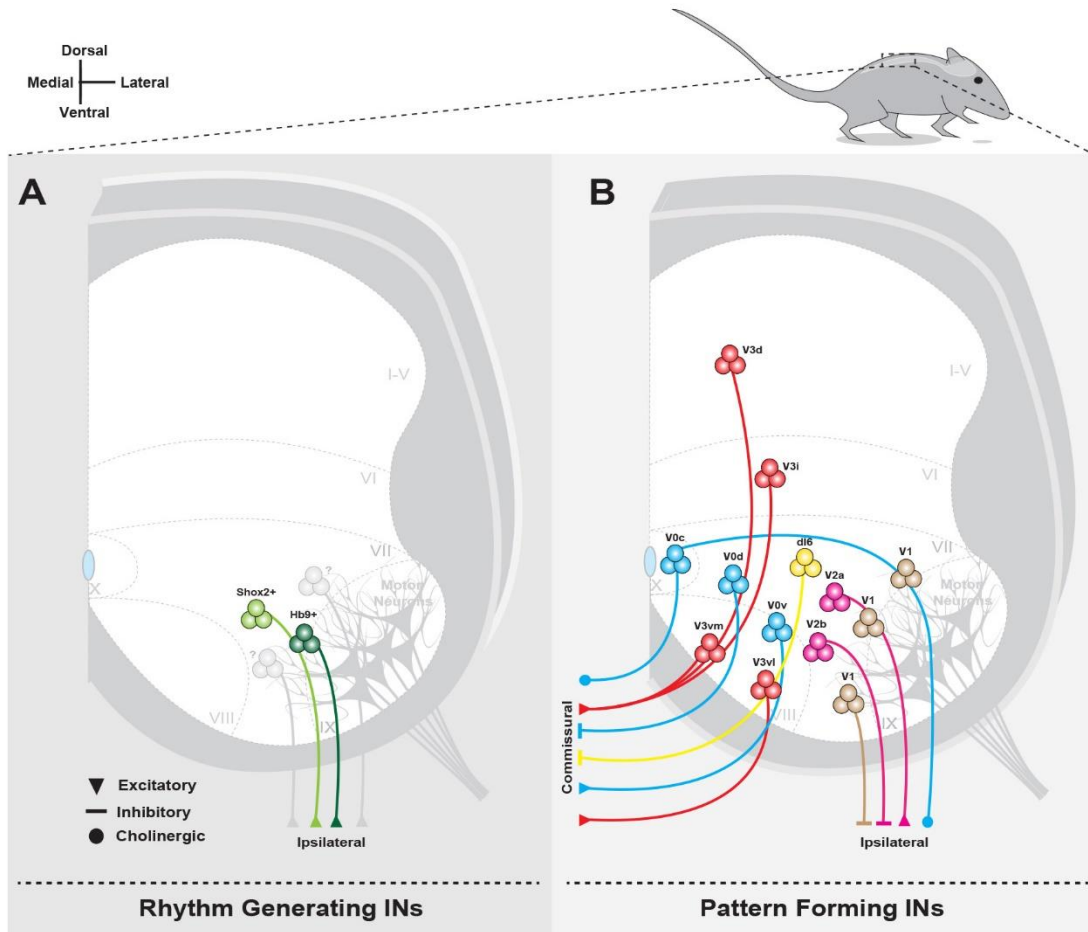 Dorsal
Medial
Lateral
Ventral
A
I-V
VI
VII
X
?
Motor
Neurons
Shox2+
Hb9+
?
VIII
IX
Excitatory
Inhibitory
Cholinergic
Ipsilateral
Rhythm Generating INs
B
V3d
I-V
V3i
VI
VII
V0c
V0d
dI6
V1
X
Motor
Neurons
V2a
V1
V0v
V2b
V3vm
V3vl
V1
VIII
IX
Commissural
Ipsilateral
Pattern Forming INs